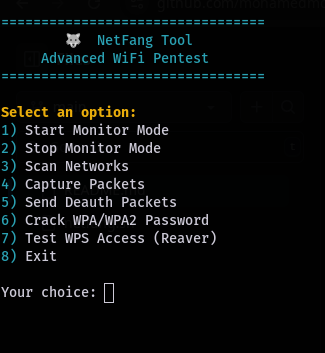 =================================
🐺 NetFang Tool
Advanced WiFi Pentest
=================================
Select an option:
1) Start Monitor Mode
2) Stop Monitor Mode
3) Scan Networks
4) Capture Packets
5) Send Deauth Packets
6) Crack WPA/WPA2 Password
7) Test WPS Access (Reaver)
8) Exit
Your choice: